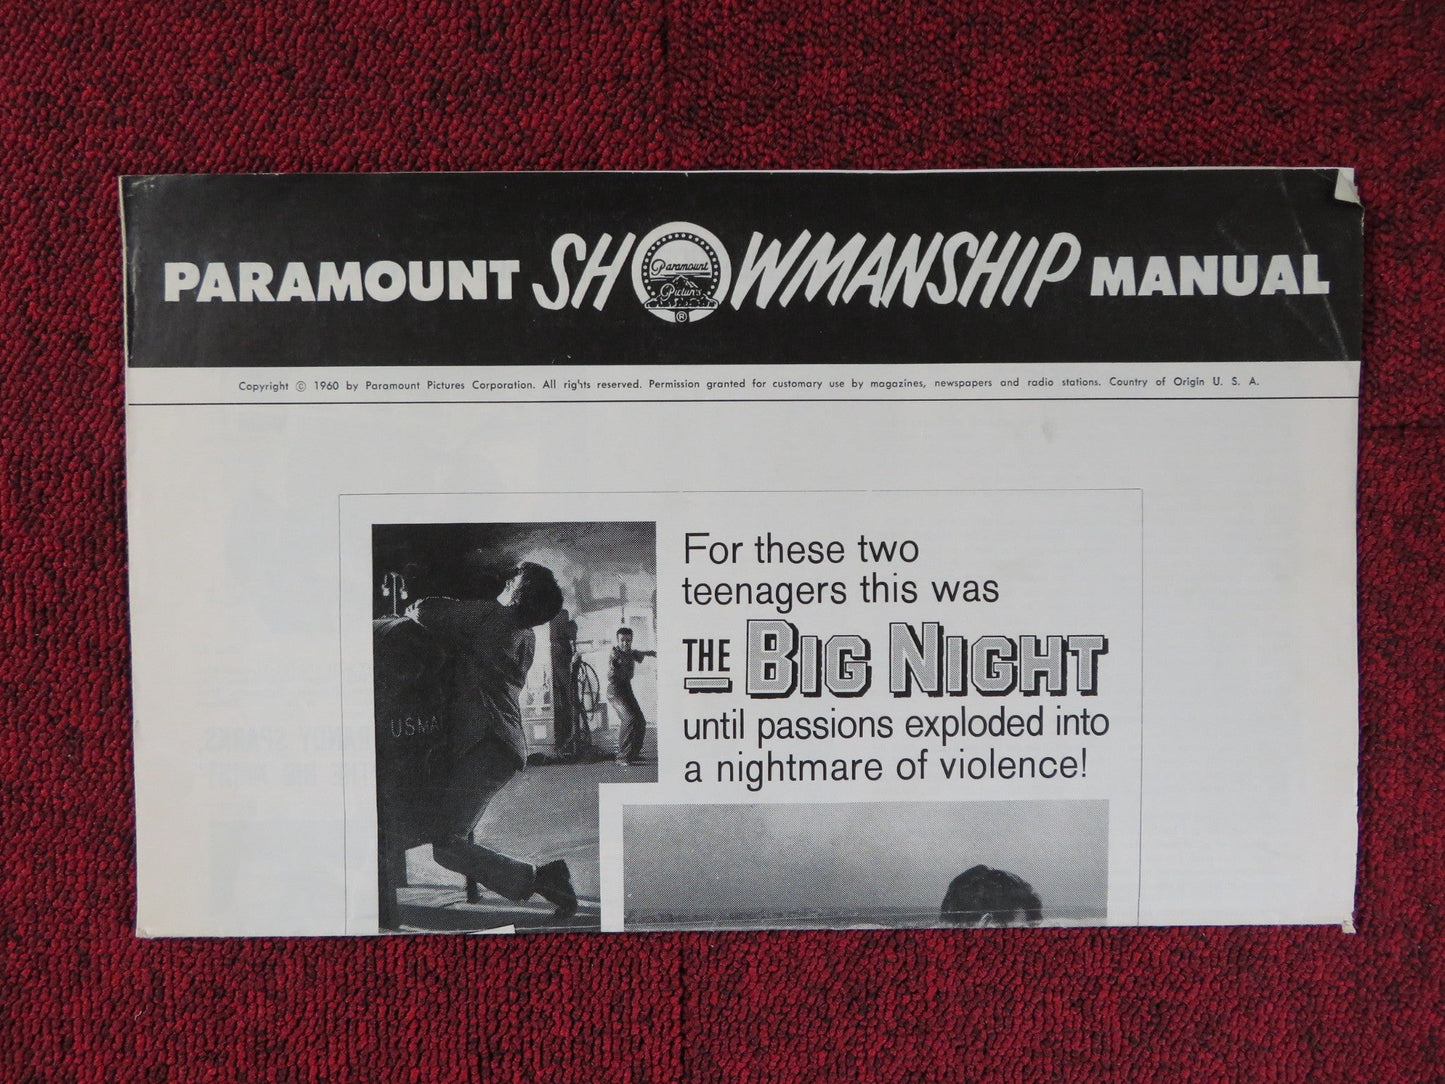 PARAMOUNT SHOWMANSHIP MANUAL
Paramount
Pictures
®
Copyright © 1960 by Paramount Pictures Corporation. All rights reserved. Permission granted for customary use by magazines, newspapers and radio stations. Country of Origin U. S. A.
For these two
teenagers this was
THE BIG NIGHT
until passions exploded into
a nightmare of violence!
USMA